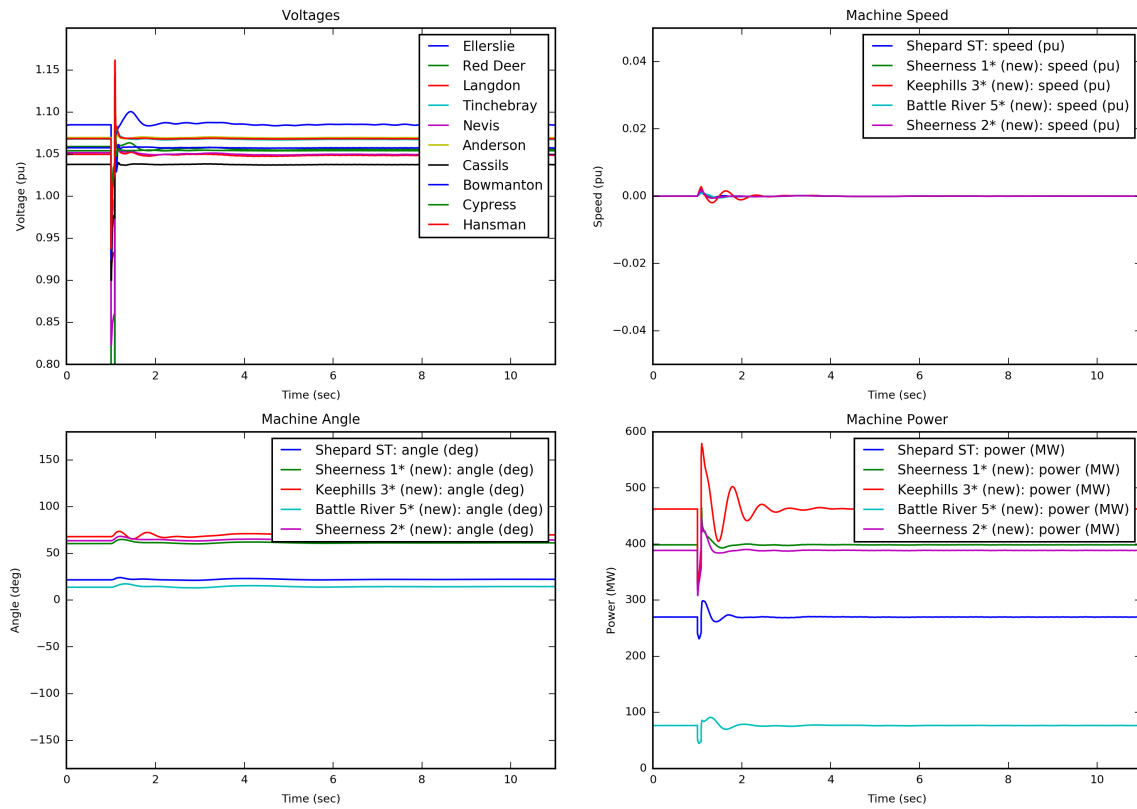 Voltages
1.15
1.10
1.05
1.00
0.95
0.90
0.85
0.80
Voltage (pu)
0
2
4
6
8
10
Time (sec)
Ellerslie
Red Deer
Langdon
Tinchebray
Nevis
Anderson
Cassils
Bowmanton
Cypress
Hansman
Machine Speed
0.04
0.02
0.00
−0.02
−0.04
Speed (pu)
0
2
4
6
8
10
Time (sec)
Shepard ST: speed (pu)
Sheerness 1* (new): speed (pu)
Keephills 3* (new): speed (pu)
Battle River 5* (new): speed (pu)
Sheerness 2* (new): speed (pu)
Machine Angle
150
100
50
0
−50
−100
−150
Angle (deg)
0
2
4
6
8
10
Time (sec)
Shepard ST: angle (deg)
Sheerness 1* (new): angle (deg)
Keephills 3* (new): angle (deg)
Battle River 5* (new): angle (deg)
Sheerness 2* (new): angle (deg)
Machine Power
600
500
400
300
200
100
0
Power (MW)
0
2
4
6
8
10
Time (sec)
Shepard ST: power (MW)
Sheerness 1* (new): power (MW)
Keephills 3* (new): power (MW)
Battle River 5* (new): power (MW)
Sheerness 2* (new): power (MW)